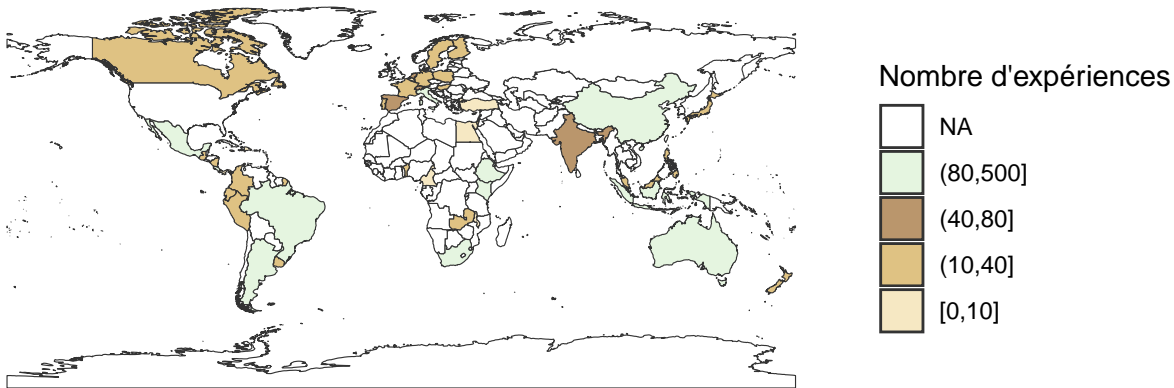 Nombre d'expériences
NA
(80,500]
(40,80]
(10,40]
[0,10]